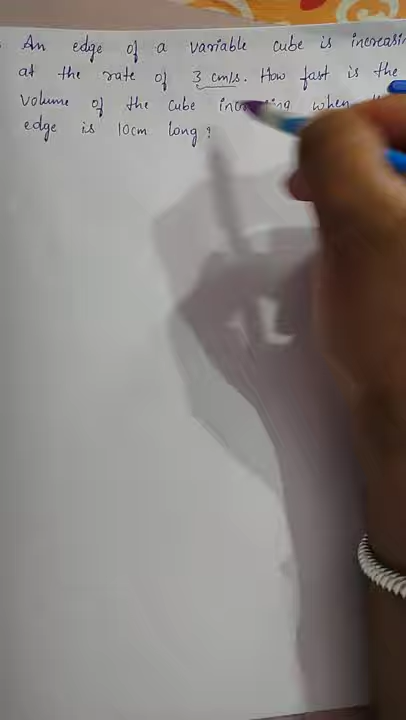 An edge of a variable cube is increasin
at the rate of 3 cm/s. How fast is the
volume of the cube increasing when
edge is 10cm long?